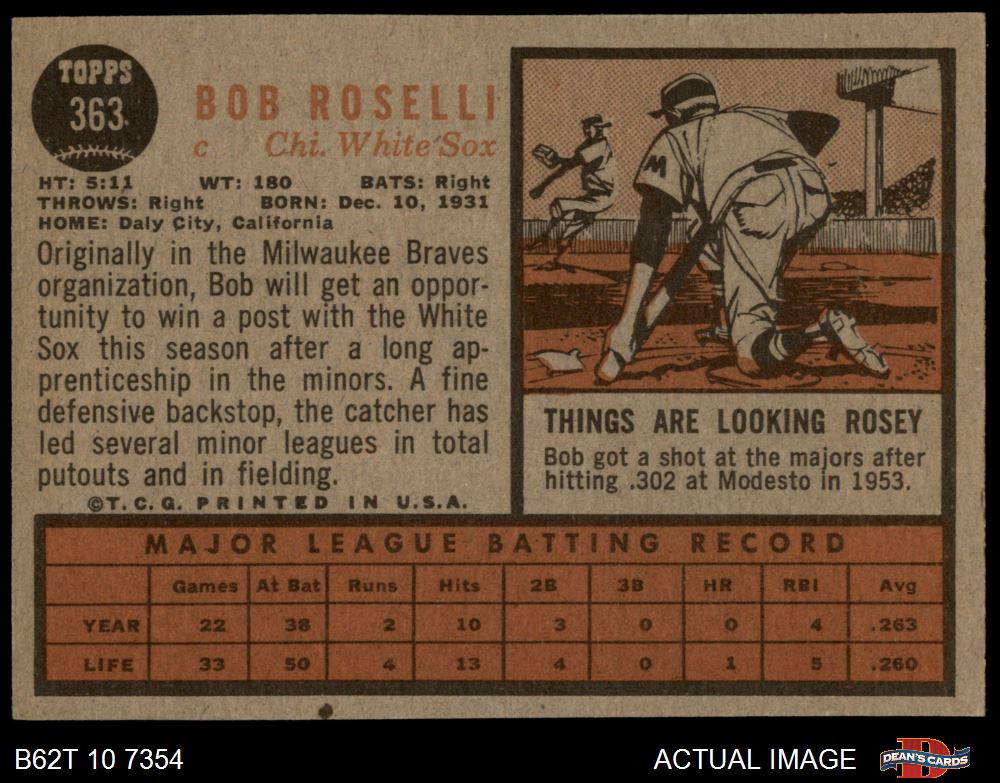 TOPPS
363
BOB ROSELLI
c Chi. White Sox
HT: 5:11 WT: 180 BATS: Right
THROWS: Right BORN: Dec. 10, 1931
HOME: Daly City, California
Originally in the Milwaukee Braves
organization, Bob will get an oppor-
tunity to win a post with the White
Sox this season after a long ap-
prenticeship in the minors. A fine
defensive backstop, the catcher has
led several minor leagues in total
putouts and in fielding.
©T.C.G. PRINTED IN U.S.A.
M
THINGS ARE LOOKING ROSEY
Bob got a shot at the majors after
hitting .302 at Modesto in 1953.
MAJOR LEAGUE BATTING RECORD
Games At Bat Runs Hits 2B 3B HR RBI Avg
YEAR 22 38 2 10 3 0 0 4 .263
LIFE 33 50 4 13 4 0 1 5 .260
B62T 10 7354 ACTUAL IMAGE DEAN'S CARDS